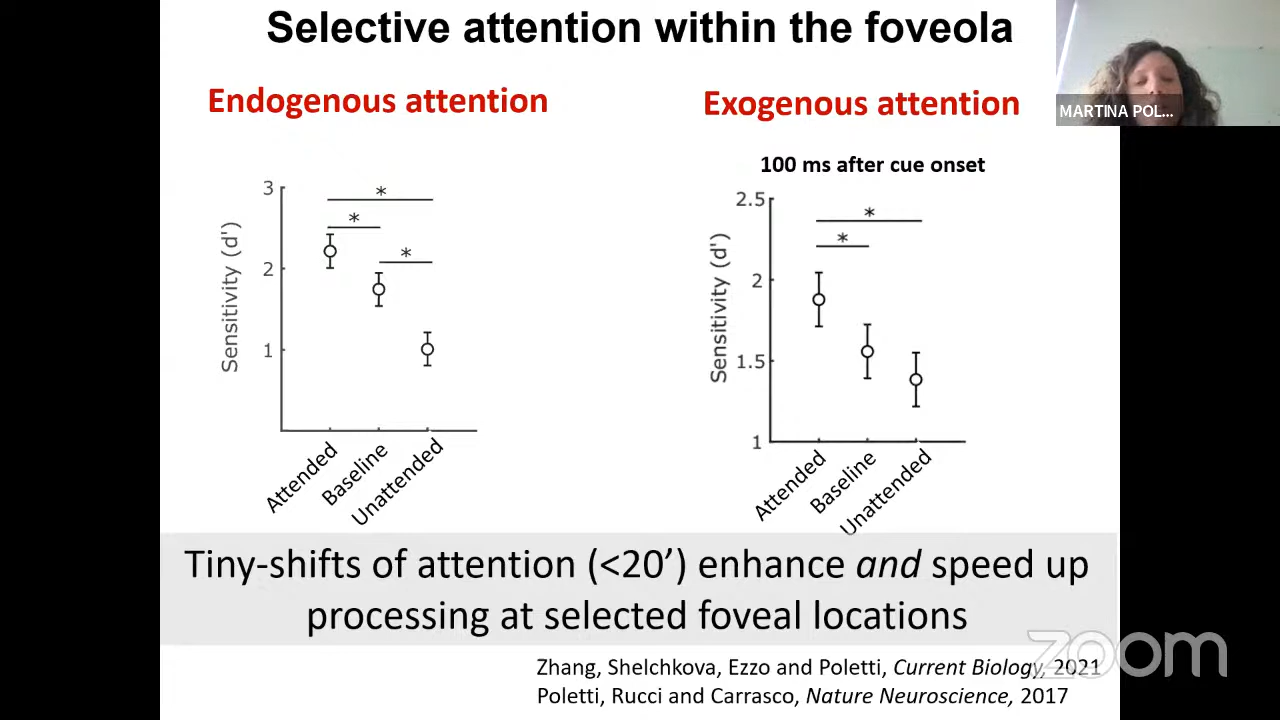 Selective attention within the foveola
MARTINA POL...
Endogenous attention
Exogenous attention
100 ms after cue onset
3
2
1
Sensitivity (d')
*
*
*
Attended
Baseline
Unattended
2.5
2
1.5
1
Sensitivity (d')
*
*
Attended
Baseline
Unattended
Tiny-shifts of attention (<20’) enhance and speed up
processing at selected foveal locations
zoom
Zhang, Shelchkova, Ezzo and Poletti, Current Biology, 2021
Poletti, Rucci and Carrasco, Nature Neuroscience, 2017